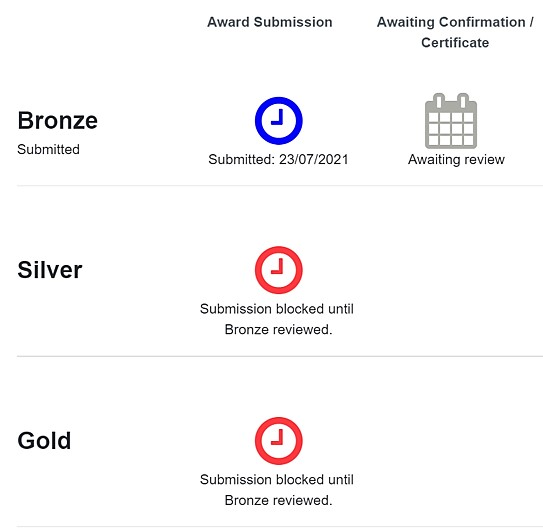 Award Submission
Awaiting Confirmation /
Certificate
Bronze
Submitted
Submitted: 23/07/2021
Awaiting review
Silver
Submission blocked until
Bronze reviewed.
Gold
Submission blocked until
Bronze reviewed.